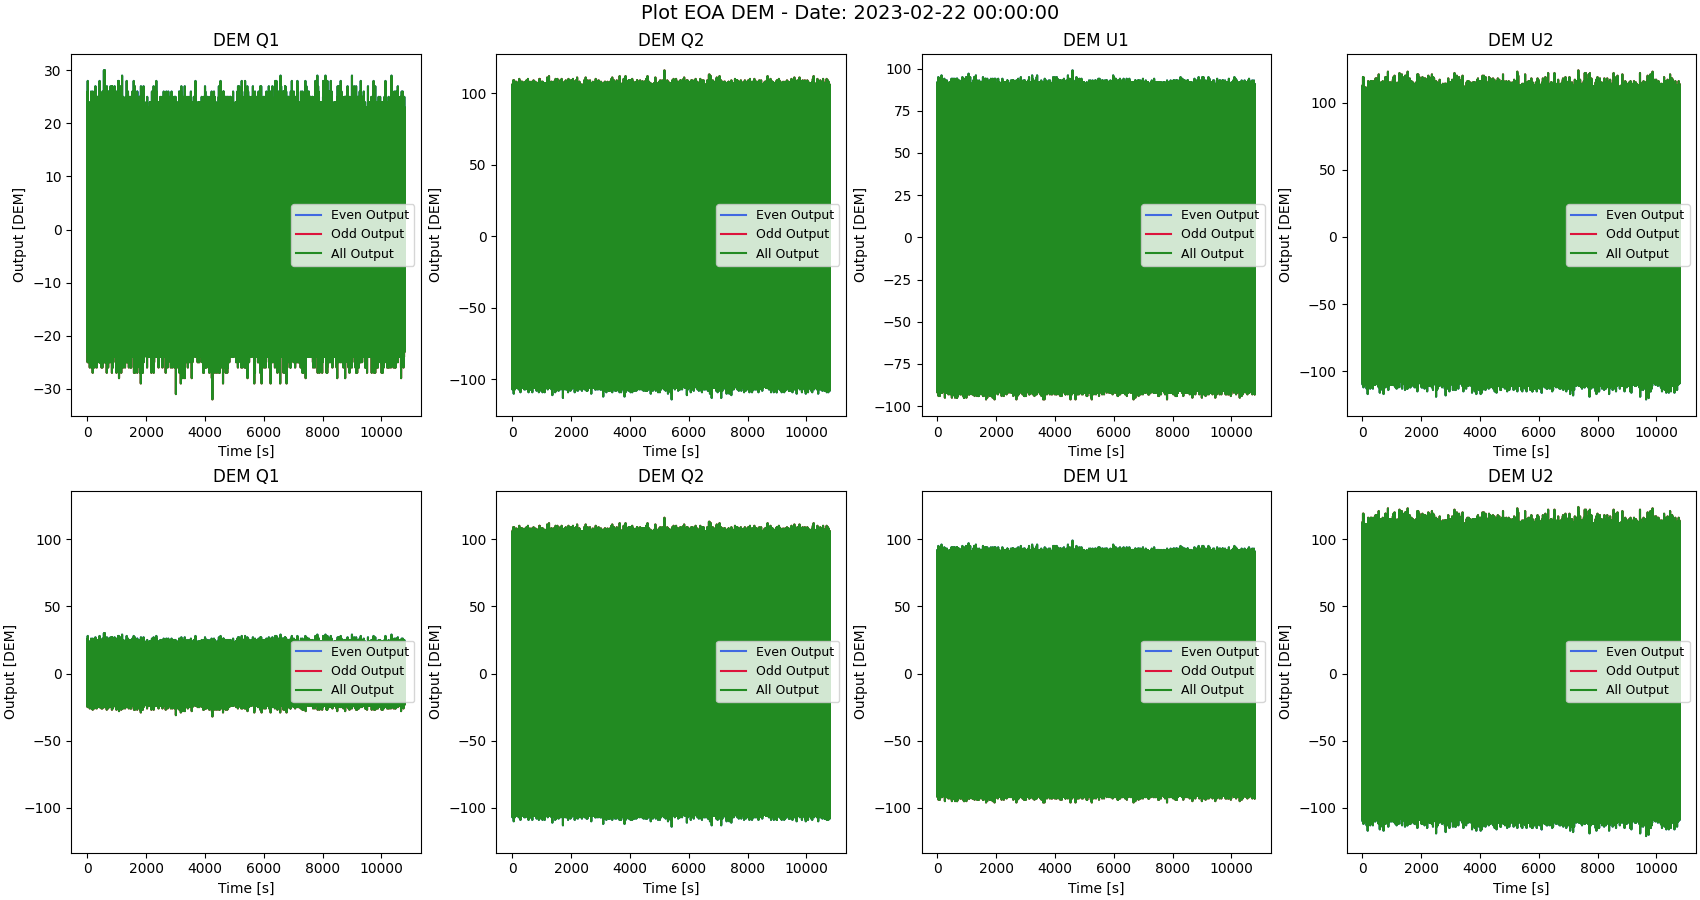 Plot EOA DEM - Date: 2023-02-22 00:00:00
DEM Q1
30
20
10
0
−10
−20
−30
Output [DEM]
Even Output
Odd Output
All Output
0 2000 4000 6000 8000 10000
Time [s]
DEM Q2
100
50
0
−50
−100
Output [DEM]
Even Output
Odd Output
All Output
0 2000 4000 6000 8000 10000
Time [s]
DEM U1
100
75
50
25
0
−25
−50
−75
−100
Output [DEM]
Even Output
Odd Output
All Output
0 2000 4000 6000 8000 10000
Time [s]
DEM U2
100
50
0
−50
−100
Output [DEM]
Even Output
Odd Output
All Output
0 2000 4000 6000 8000 10000
Time [s]
DEM Q1
100
50
0
−50
−100
Output [DEM]
Even Output
Odd Output
All Output
0 2000 4000 6000 8000 10000
Time [s]
DEM Q2
100
50
0
−50
−100
Output [DEM]
Even Output
Odd Output
All Output
0 2000 4000 6000 8000 10000
Time [s]
DEM U1
100
50
0
−50
−100
Output [DEM]
Even Output
Odd Output
All Output
0 2000 4000 6000 8000 10000
Time [s]
DEM U2
100
50
0
−50
−100
Output [DEM]
Even Output
Odd Output
All Output
0 2000 4000 6000 8000 10000
Time [s]